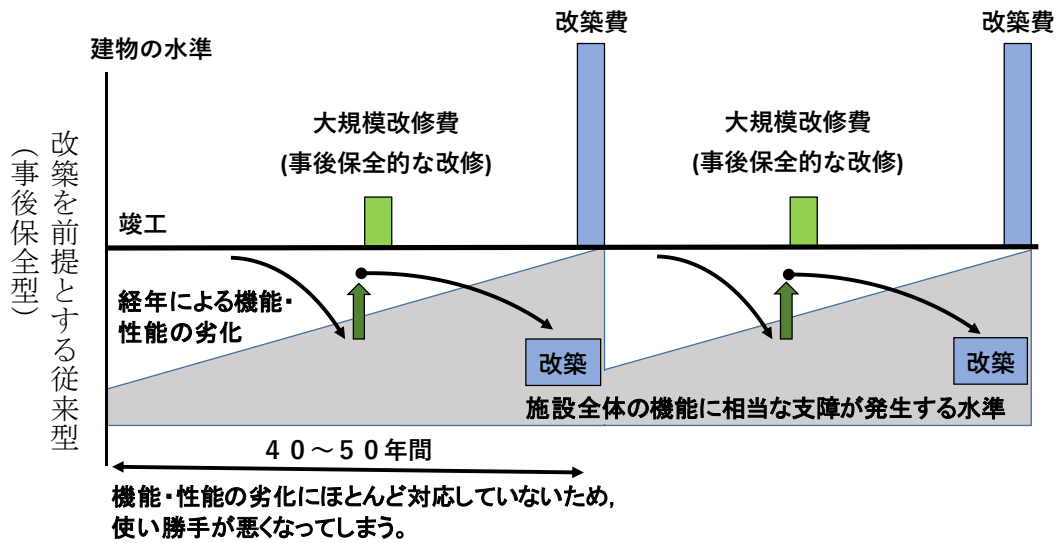 改築を前提とする従来型
(事後保全型)
建物の水準
改築費
改築費
大規模改修費
(事後保全的な改修)
大規模改修費
(事後保全的な改修)
竣工
経年による機能・
性能の劣化
改築
改築
施設全体の機能に相当な支障が発生する水準
40～50年間
機能・性能の劣化にほとんど対応していないため,
使い勝手が悪くなってしまう。